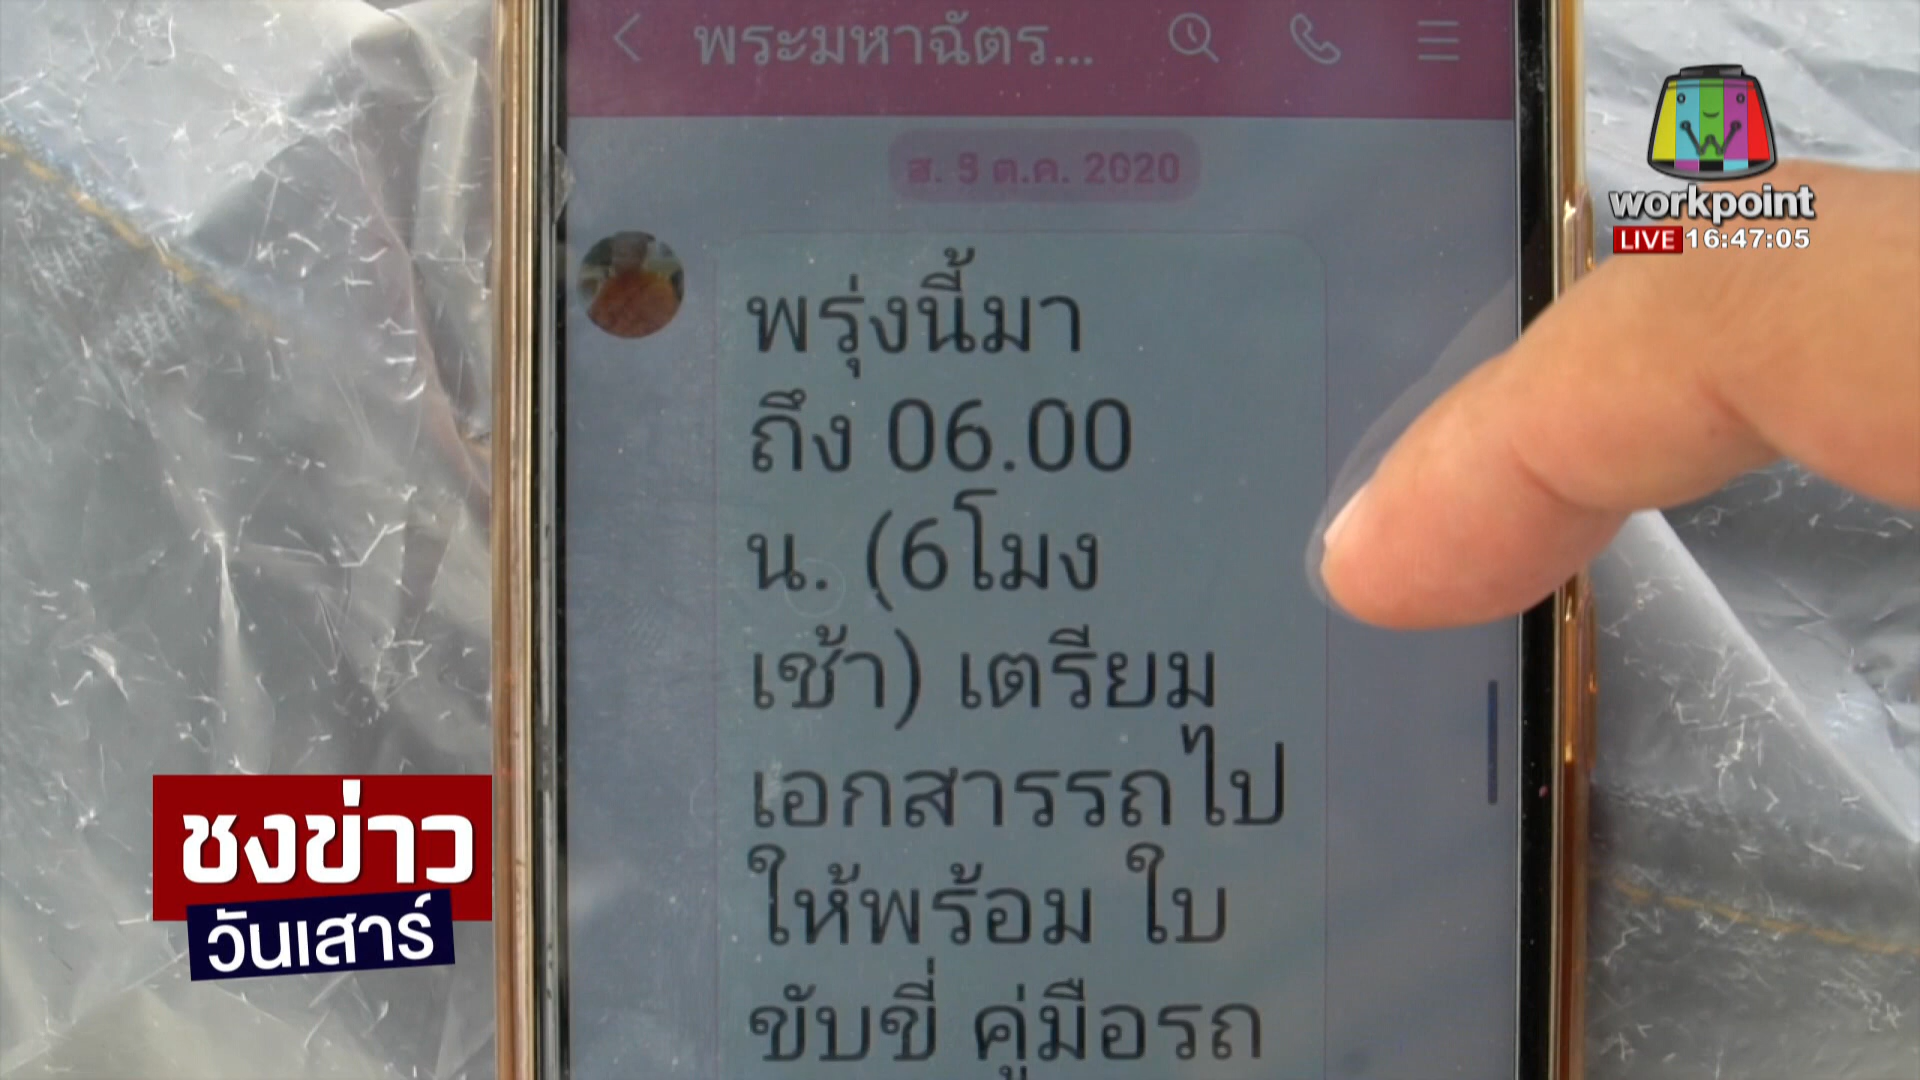 พระมหาฉัตร...
workpoint
LIVE 16:47:05
ส. 3 ต.ค. 2020
พรุ่งนี้มา
ถึง 06.00
น. (6โมง
เช้า) เตรียม
เอกสารรถไป
ให้พร้อม ใบ
ขับขี่ คู่มือรถ
ชงข่าว
วันเสาร์